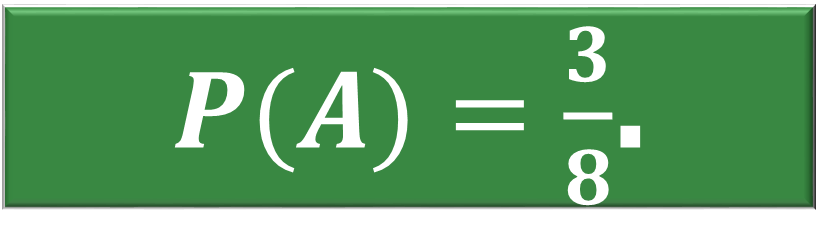 P(A) = 3/8.